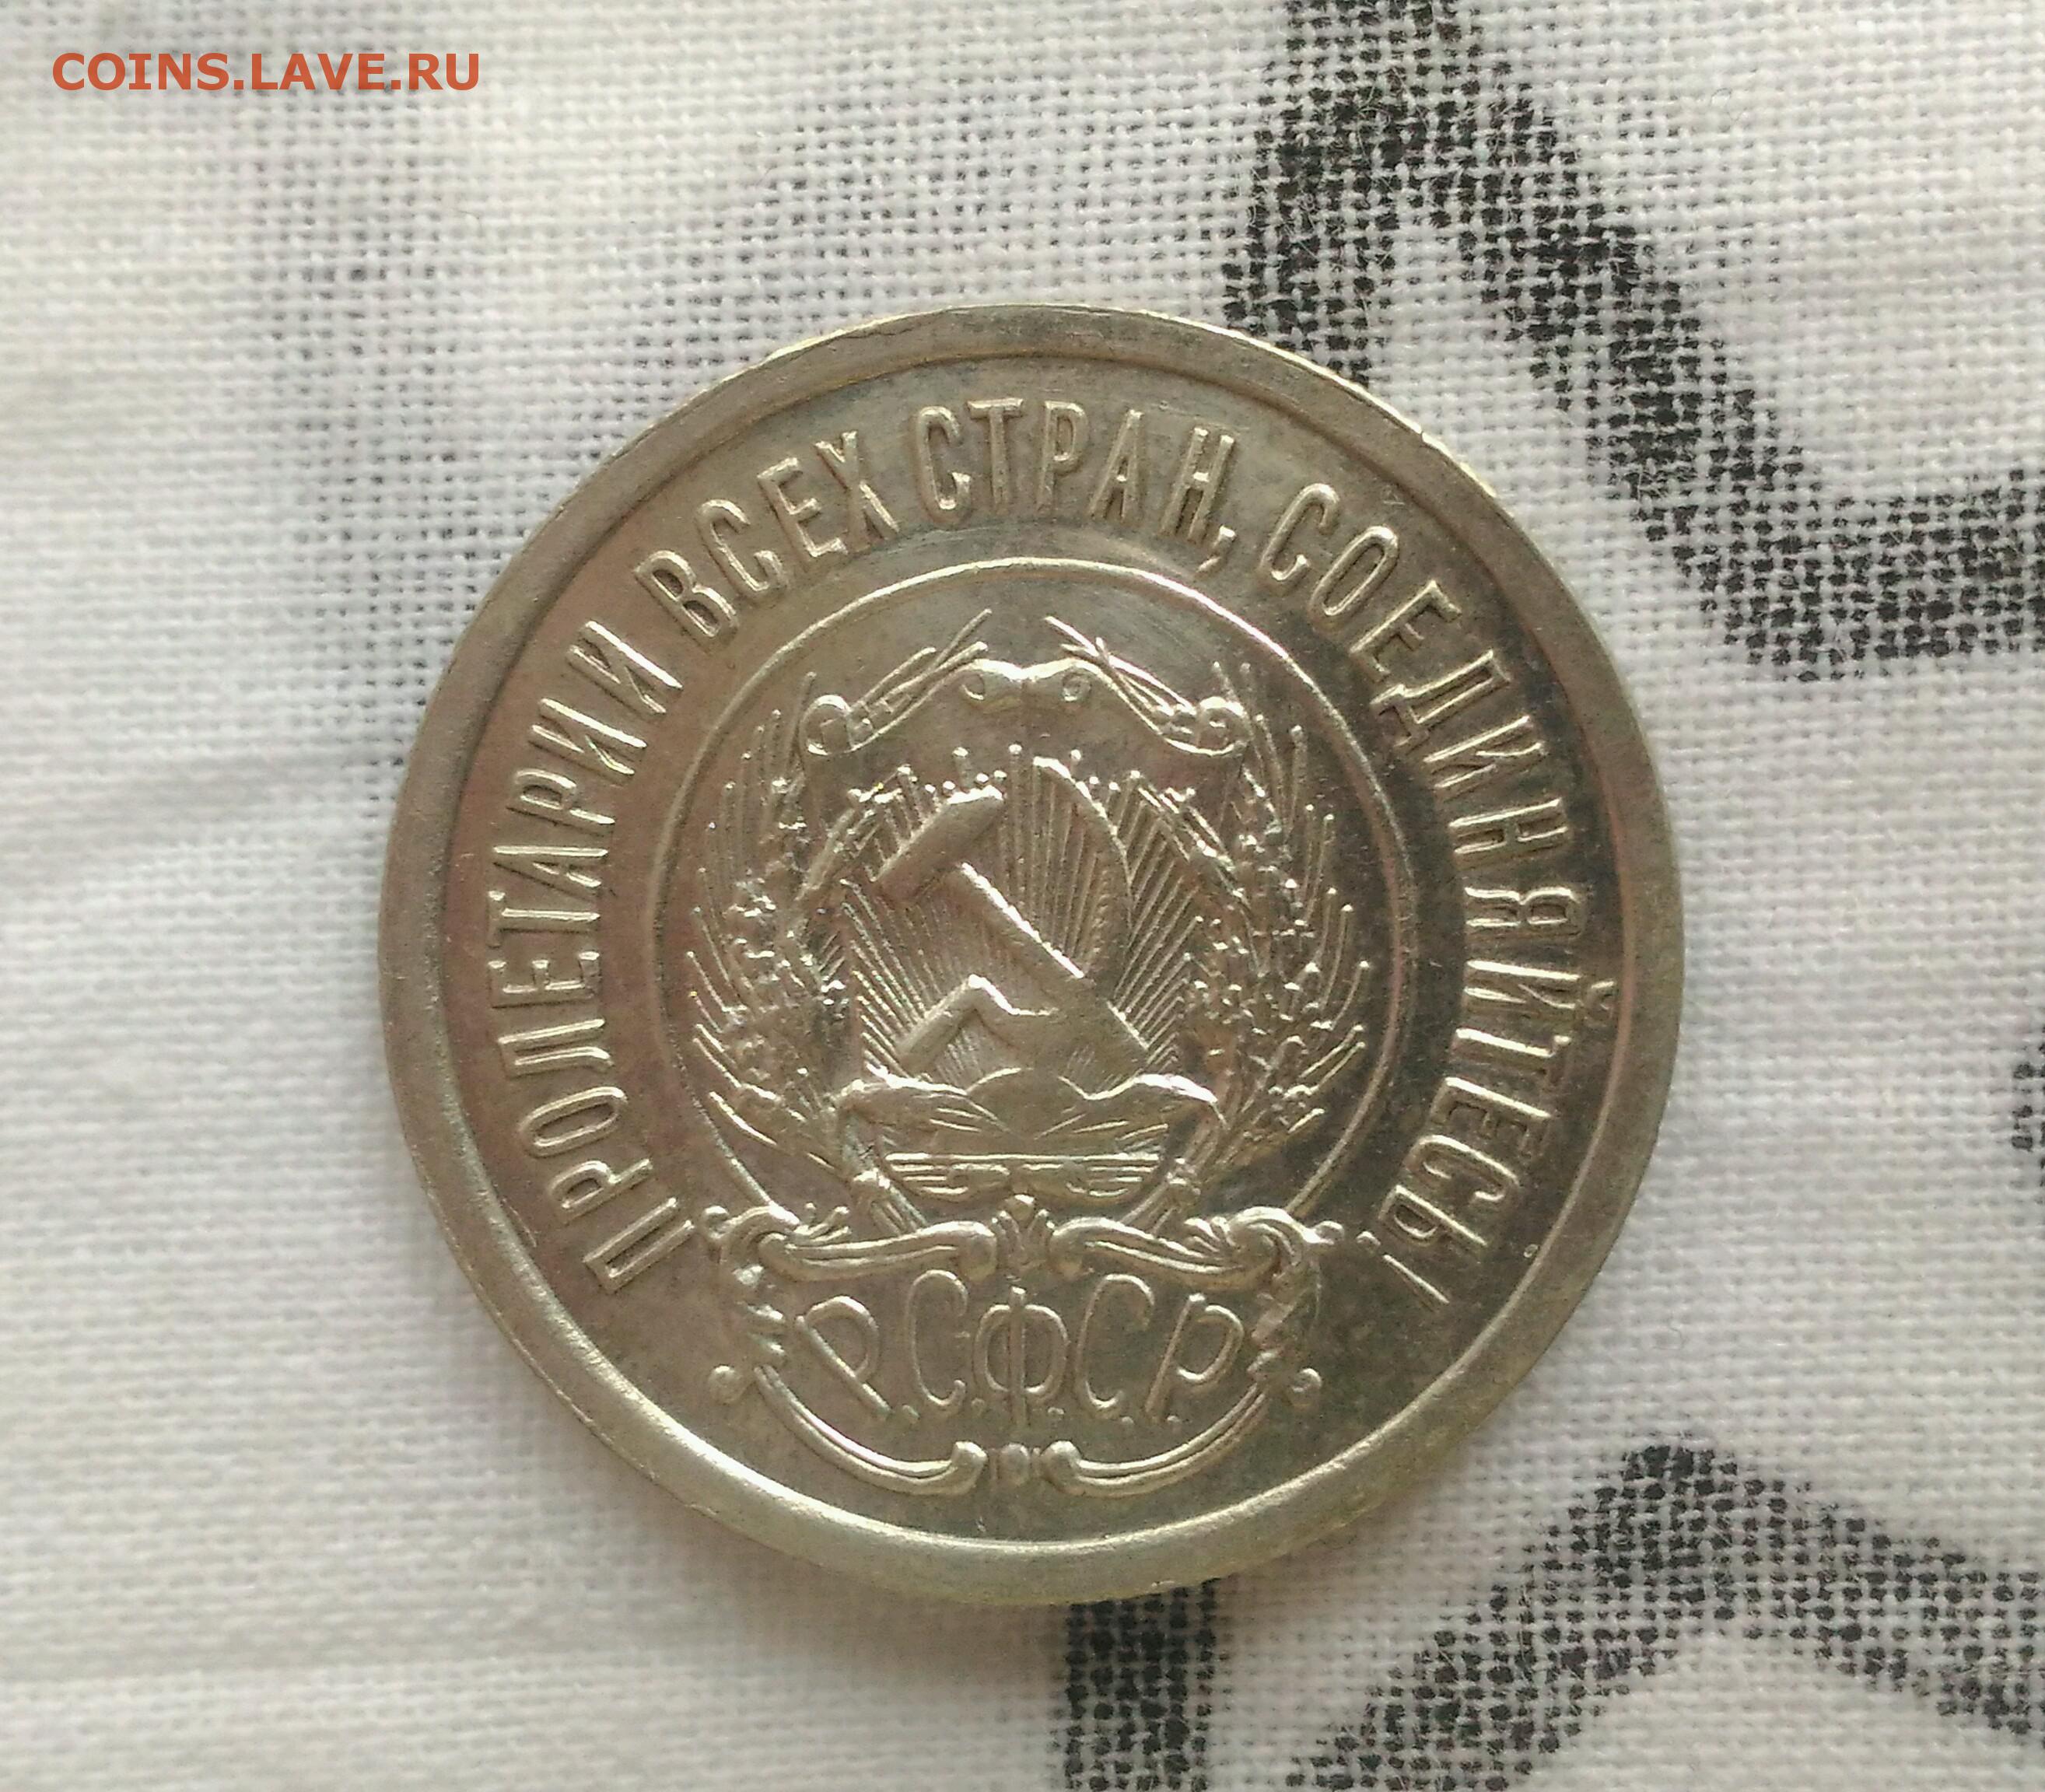 COINS.LAVE.RU
ПРОЛЕТАРИИ ВСЕХ СТРАН, СОЕДИНЯЙТЕСЬ!
Р.С.Ф.С.Р.